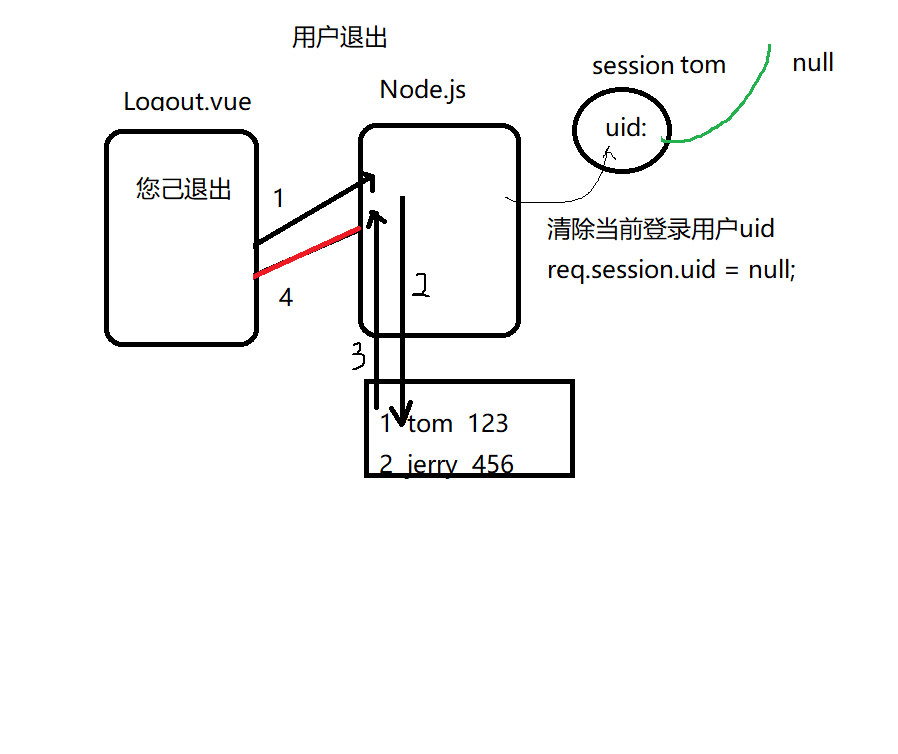 用户退出
session tom
null
Node.js
Logout.vue
uid:
您己退出
1
清除当前登录用户uid
req.session.uid = null;
2
4
3
1 tom 123
2 jerry 456